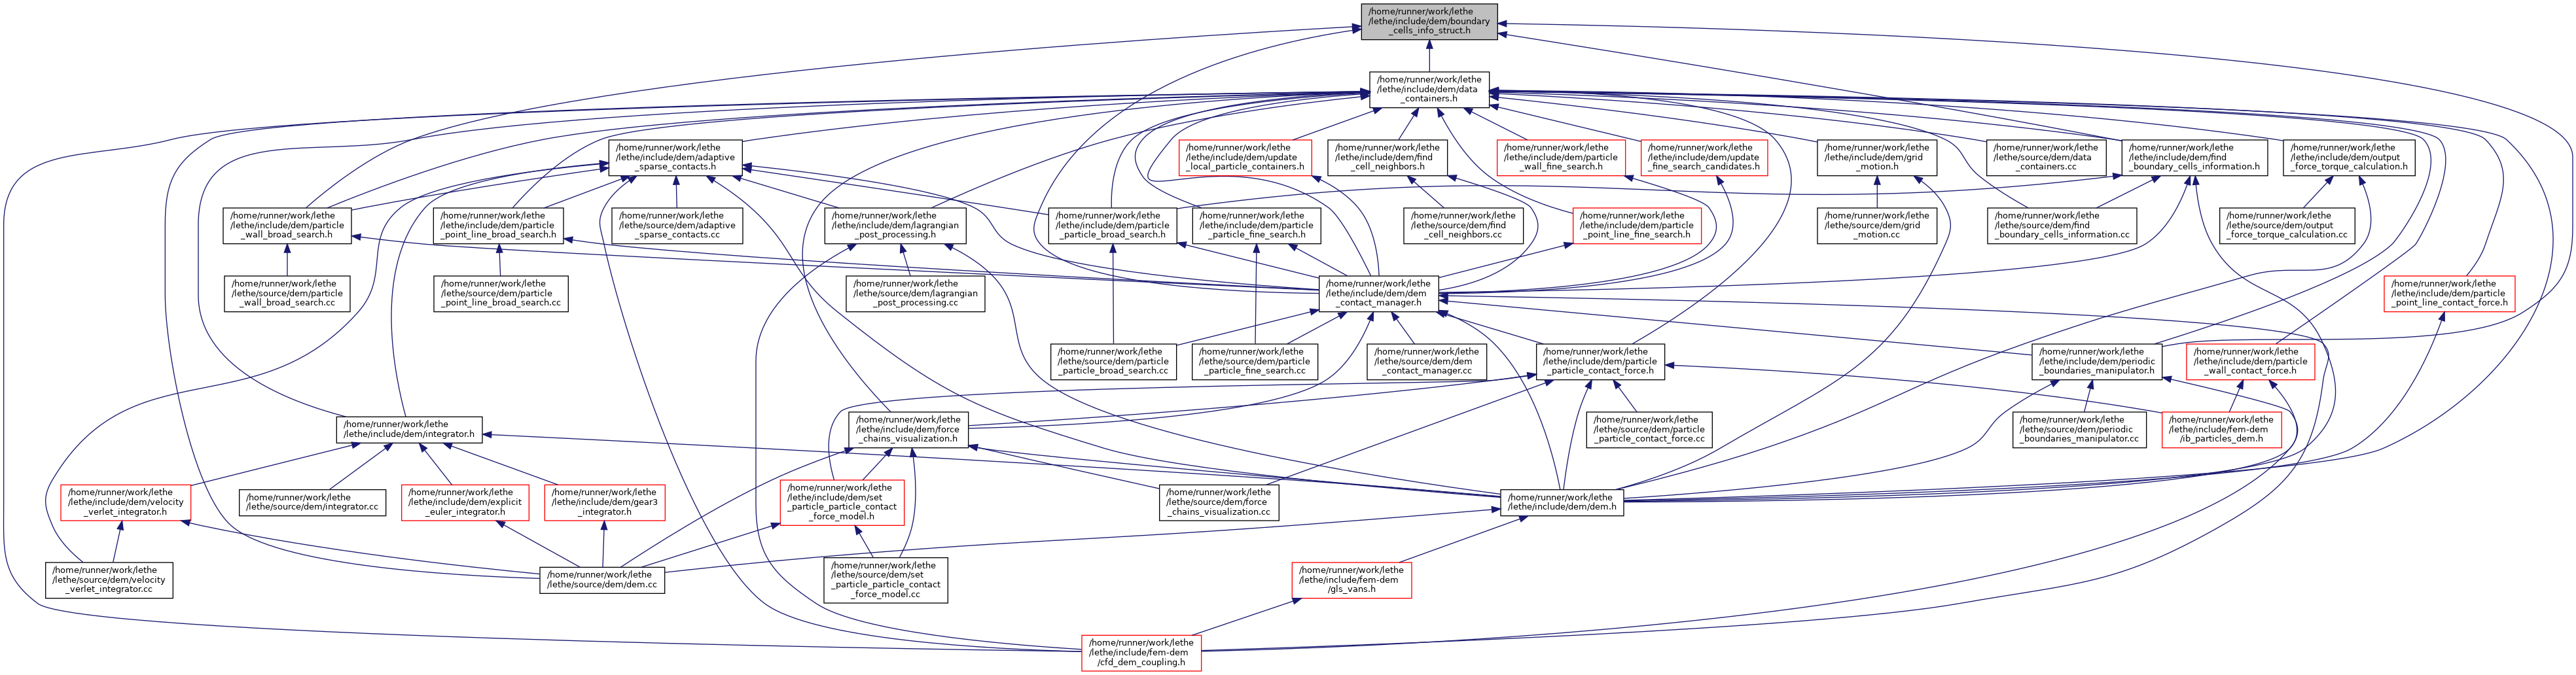 /home/runner/work/lethe
/lethe/include/dem/boundary
_cells_info_struct.h
/home/runner/work/lethe
/lethe/include/dem/data
_containers.h
/home/runner/work/lethe
/lethe/include/dem/adaptive
_sparse_contacts.h
/home/runner/work/lethe
/lethe/include/dem/update
_local_particle_containers.h
/home/runner/work/lethe
/lethe/include/dem/find
_cell_neighbors.h
/home/runner/work/lethe
/lethe/include/dem/particle
_wall_fine_search.h
/home/runner/work/lethe
/lethe/include/dem/update
_fine_search_candidates.h
/home/runner/work/lethe
/lethe/include/dem/grid
_motion.h
/home/runner/work/lethe
/lethe/source/dem/data
_containers.cc
/home/runner/work/lethe
/lethe/include/dem/find
_boundary_cells_information.h
/home/runner/work/lethe
/lethe/include/dem/output
_force_torque_calculation.h
/home/runner/work/lethe
/lethe/include/dem/particle
_wall_broad_search.h
/home/runner/work/lethe
/lethe/include/dem/particle
_point_line_broad_search.h
/home/runner/work/lethe
/lethe/source/dem/adaptive
_sparse_contacts.cc
/home/runner/work/lethe
/lethe/include/dem/lagrangian
_post_processing.h
/home/runner/work/lethe
/lethe/include/dem/particle
_particle_broad_search.h
/home/runner/work/lethe
/lethe/include/dem/particle
_particle_fine_search.h
/home/runner/work/lethe
/lethe/source/dem/find
_cell_neighbors.cc
/home/runner/work/lethe
/lethe/include/dem/particle
_point_line_fine_search.h
/home/runner/work/lethe
/lethe/source/dem/grid
_motion.cc
/home/runner/work/lethe
/lethe/source/dem/find
_boundary_cells_information.cc
/home/runner/work/lethe
/lethe/source/dem/output
_force_torque_calculation.cc
/home/runner/work/lethe
/lethe/source/dem/particle
_wall_broad_search.cc
/home/runner/work/lethe
/lethe/source/dem/particle
_point_line_broad_search.cc
/home/runner/work/lethe
/lethe/source/dem/lagrangian
_post_processing.cc
/home/runner/work/lethe
/lethe/include/dem/dem
_contact_manager.h
/home/runner/work/lethe
/lethe/include/dem/particle
_point_line_contact_force.h
/home/runner/work/lethe
/lethe/source/dem/particle
_particle_broad_search.cc
/home/runner/work/lethe
/lethe/source/dem/particle
_particle_fine_search.cc
/home/runner/work/lethe
/lethe/source/dem/dem
_contact_manager.cc
/home/runner/work/lethe
/lethe/include/dem/particle
_particle_contact_force.h
/home/runner/work/lethe
/lethe/include/dem/periodic
_boundaries_manipulator.h
/home/runner/work/lethe
/lethe/include/dem/particle
_wall_contact_force.h
/home/runner/work/lethe
/lethe/include/dem/integrator.h
/home/runner/work/lethe
/lethe/include/dem/force
_chains_visualization.h
/home/runner/work/lethe
/lethe/source/dem/particle
_particle_contact_force.cc
/home/runner/work/lethe
/lethe/source/dem/periodic
_boundaries_manipulator.cc
/home/runner/work/lethe
/lethe/include/fem-dem
/ib_particles_dem.h
/home/runner/work/lethe
/lethe/include/dem/velocity
_verlet_integrator.h
/home/runner/work/lethe
/lethe/source/dem/integrator.cc
/home/runner/work/lethe
/lethe/include/dem/explicit
_euler_integrator.h
/home/runner/work/lethe
/lethe/include/dem/gear3
_integrator.h
/home/runner/work/lethe
/lethe/include/dem/set
_particle_particle_contact
_force_model.h
/home/runner/work/lethe
/lethe/source/dem/force
_chains_visualization.cc
/home/runner/work/lethe
/lethe/include/dem/dem.h
/home/runner/work/lethe
/lethe/source/dem/velocity
_verlet_integrator.cc
/home/runner/work/lethe
/lethe/source/dem/dem.cc
/home/runner/work/lethe
/lethe/source/dem/set
_particle_particle_contact
_force_model.cc
/home/runner/work/lethe
/lethe/include/fem-dem
/gls_vans.h
/home/runner/work/lethe
/lethe/include/fem-dem
/cfd_dem_coupling.h